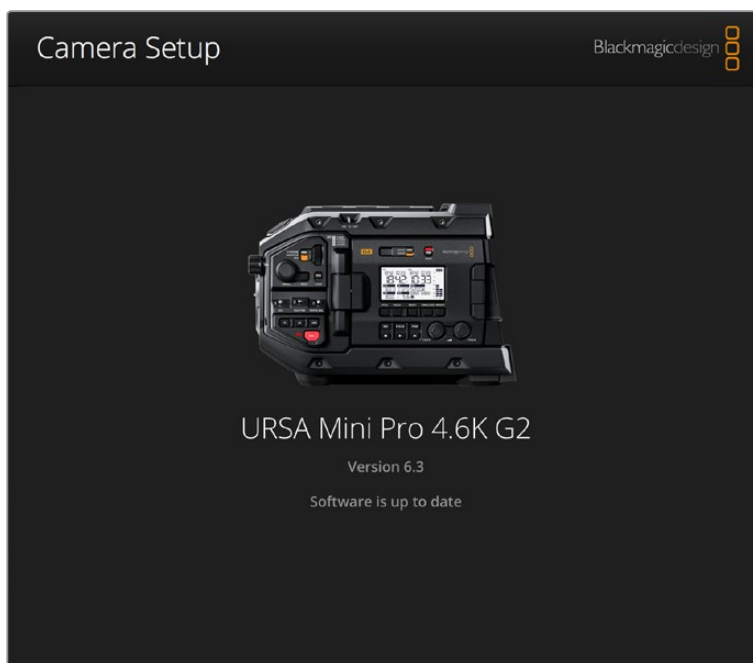 Camera Setup
Blackmagicdesign
URSA Mini Pro 4.6K G2
Version 6.3
Software is up to date